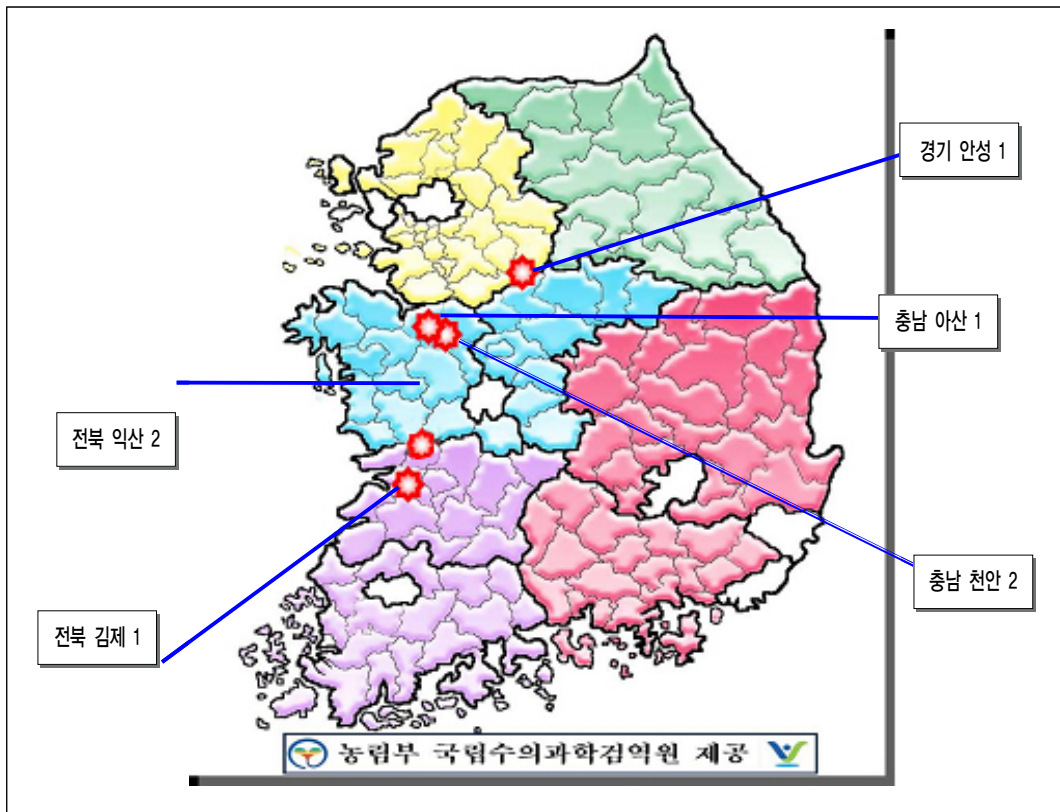 경기 안성 1
충남 아산 1
전북 익산 2
충남 천안 2
전북 김제 1
농림부 국립수의과학검역원 제공